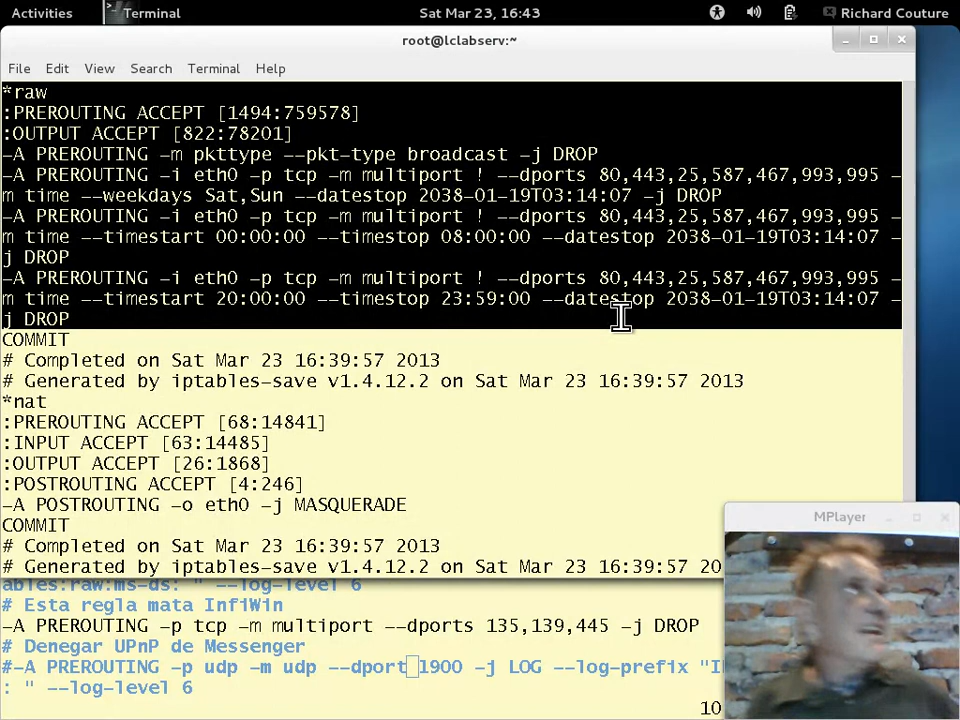 Activities Terminal Sat Mar 23, 16:43 Richard Couture
root@lclabserv:~
File Edit View Search Terminal Help
*raw
:PREROUTING ACCEPT [1494:759578]
:OUTPUT ACCEPT [822:78201]
-A PREROUTING -m pkttype --pkt-type broadcast -j DROP
-A PREROUTING -i eth0 -p tcp -m multiport ! --dports 80,443,25,587,467,993,995 -
m time --weekdays Sat,Sun --datestop 2038-01-19T03:14:07 -j DROP
-A PREROUTING -i eth0 -p tcp -m multiport ! --dports 80,443,25,587,467,993,995 -
m time --timestart 00:00:00 --timestop 08:00:00 --datestop 2038-01-19T03:14:07 -
j DROP
-A PREROUTING -i eth0 -p tcp -m multiport ! --dports 80,443,25,587,467,993,995 -
m time --timestart 20:00:00 --timestop 23:59:00 --datestop 2038-01-19T03:14:07 -
j DROP
COMMIT
# Completed on Sat Mar 23 16:39:57 2013
# Generated by iptables-save v1.4.12.2 on Sat Mar 23 16:39:57 2013
*nat
:PREROUTING ACCEPT [68:14841]
:INPUT ACCEPT [63:14485]
:OUTPUT ACCEPT [26:1868]
:POSTROUTING ACCEPT [4:246]
-A POSTROUTING -o eth0 -j MASQUERADE
COMMIT
# Completed on Sat Mar 23 16:39:57 2013
# Generated by iptables-save v1.4.12.2 on Sat Mar 23 16:39:57 20
MPlayer
ables:raw:ms-ds: " --log-level 6
# Esta regla mata InfiWin
-A PREROUTING -p tcp -m multiport --dports 135,139,445 -j DROP
# Denegar UPnP de Messenger
#-A PREROUTING -p udp -m udp --dport 1900 -j LOG --log-prefix "I
: " --log-level 6
10